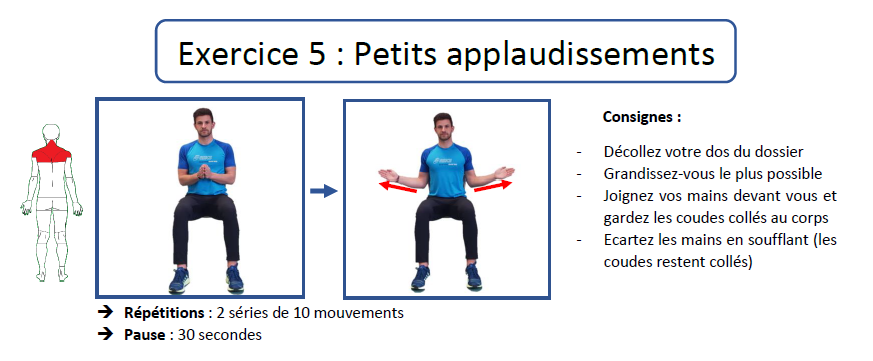 Exercice 5 : Petits applaudissements
Consignes :
- Décollez votre dos du dossier
- Grandissez-vous le plus possible
- Joignez vos mains devant vous et
gardez les coudes collés au corps
- Ecartez les mains en soufflant (les
coudes restent collés)
➔ Répétitions : 2 séries de 10 mouvements
➔ Pause : 30 secondes